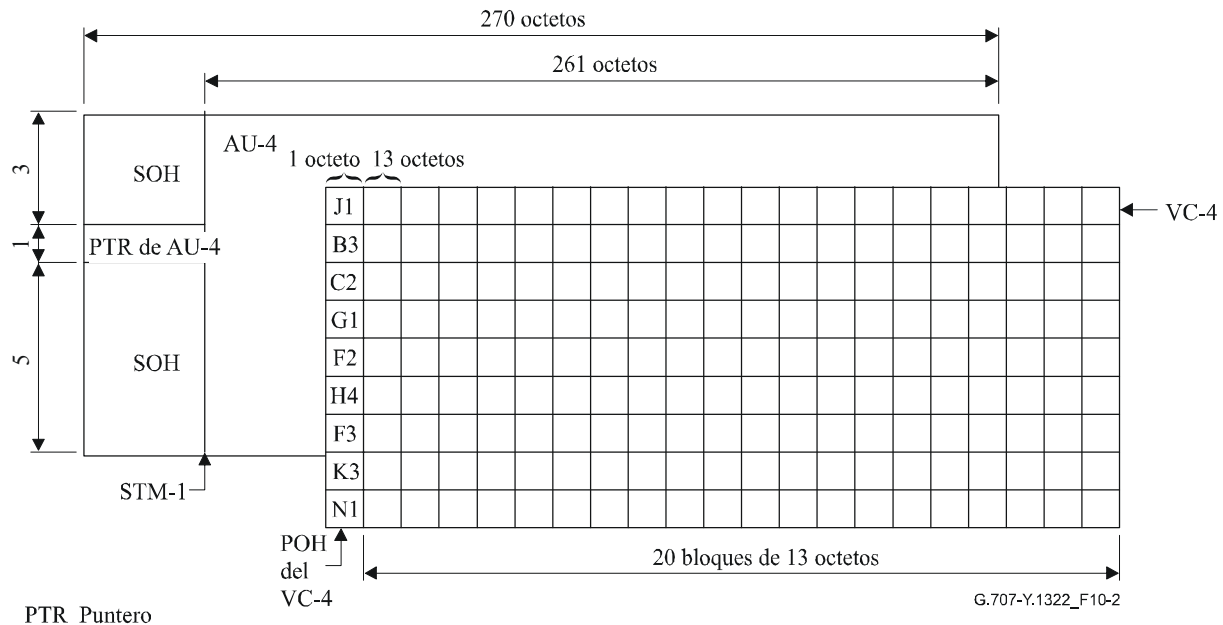 270 octetos
261 octetos
AU-4
1 octeto 13 octetos
3
SOH
J1
VC-4
1
PTR de AU-4
B3
C2
G1
5
SOH
F2
H4
F3
K3
STM-1
N1
POH
del
VC-4
20 bloques de 13 octetos
G.707-Y.1322_F10-2
PTR Puntero